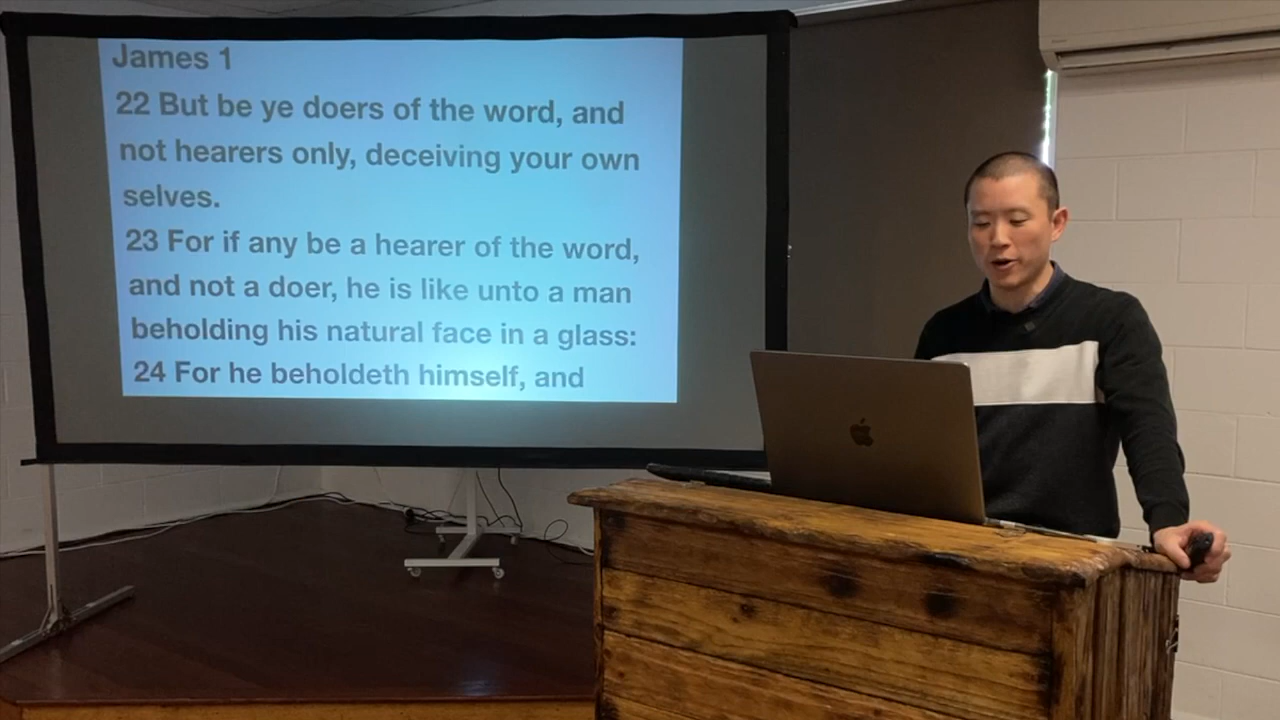 James 1
22 But be ye doers of the word, and
not hearers only, deceiving your own
selves.
23 For if any be a hearer of the word,
and not a doer, he is like unto a man
beholding his natural face in a glass:
24 For he beholdeth himself, and